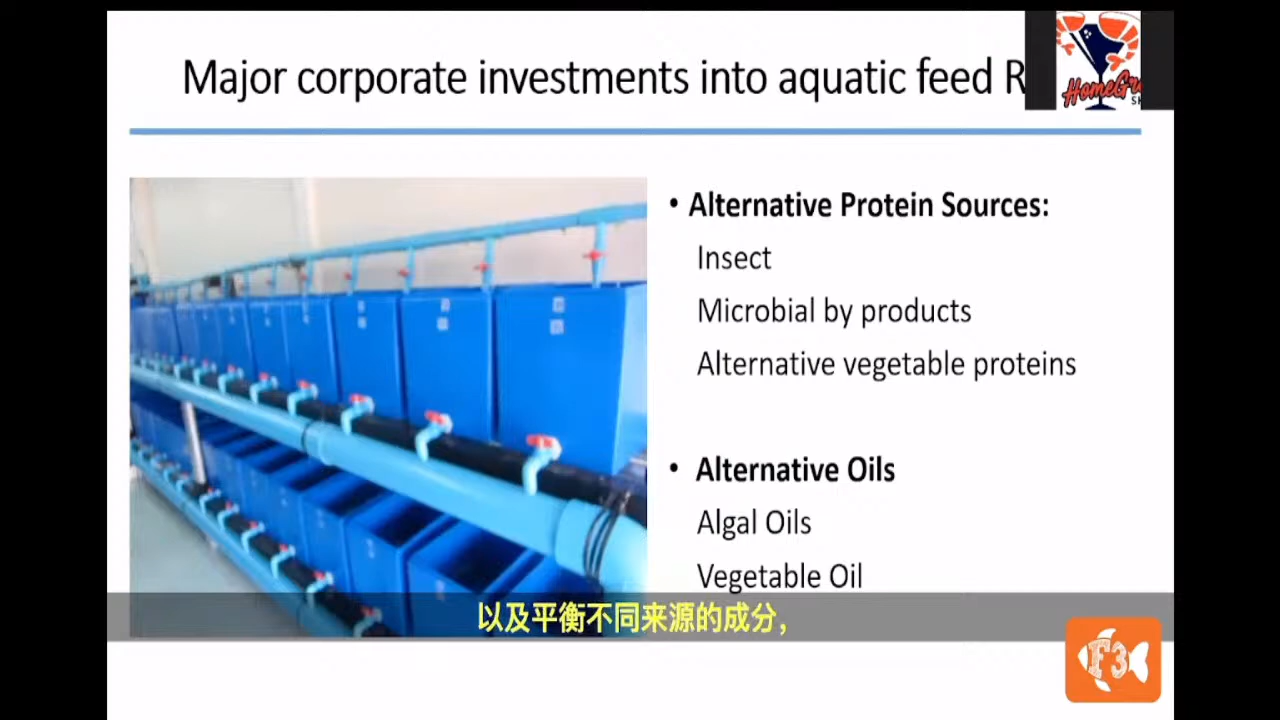 Major corporate investments into aquatic feed R
Alternative Protein Sources:
Insect
Microbial by products
Alternative vegetable proteins
Alternative Oils
Algal Oils
Vegetable Oil
以及平衡不同来源的成分,
F3